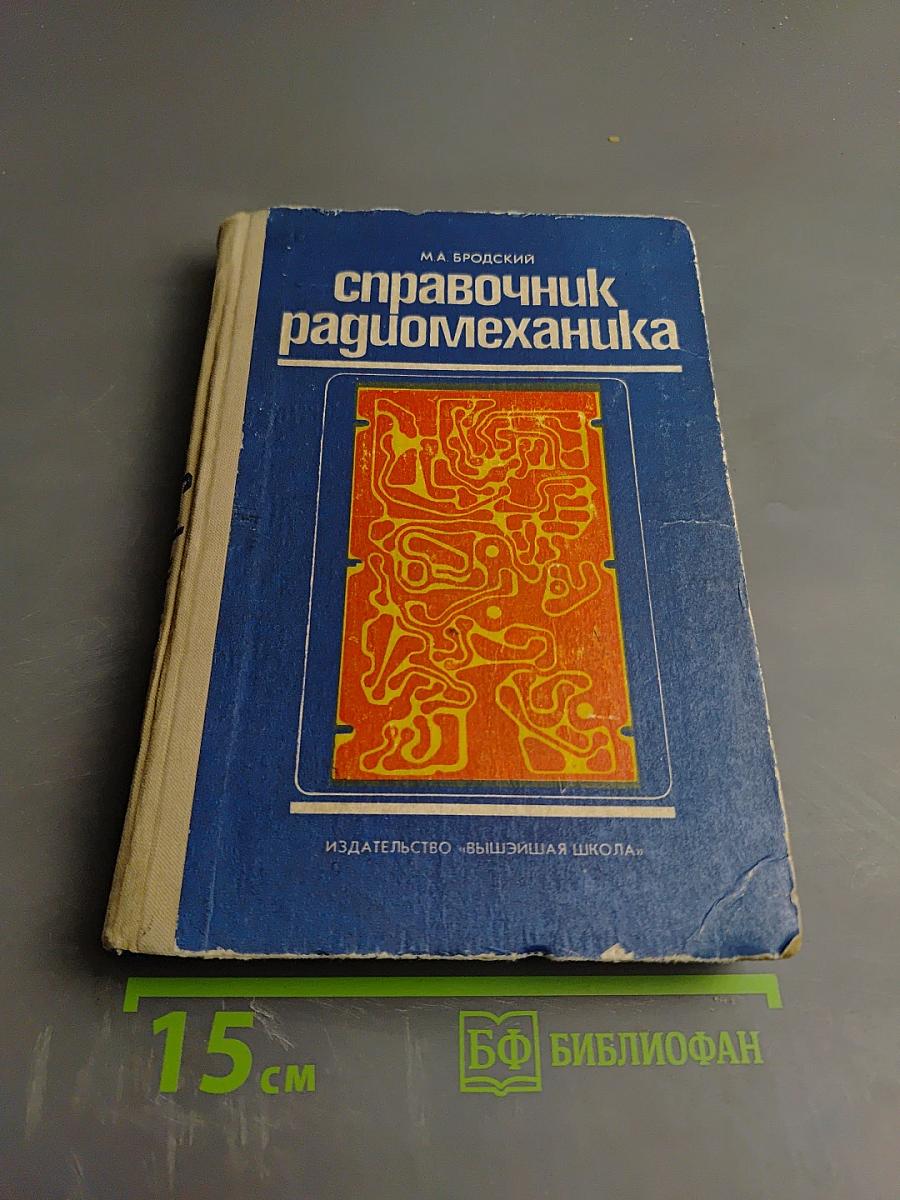 М.А. БРОДСКИЙ
справочник
радиомеханика
ИЗДАТЕЛЬСТВО «ВЫШЭЙШАЯ ШКОЛА»
15 см
БФ БИБЛИОФАН